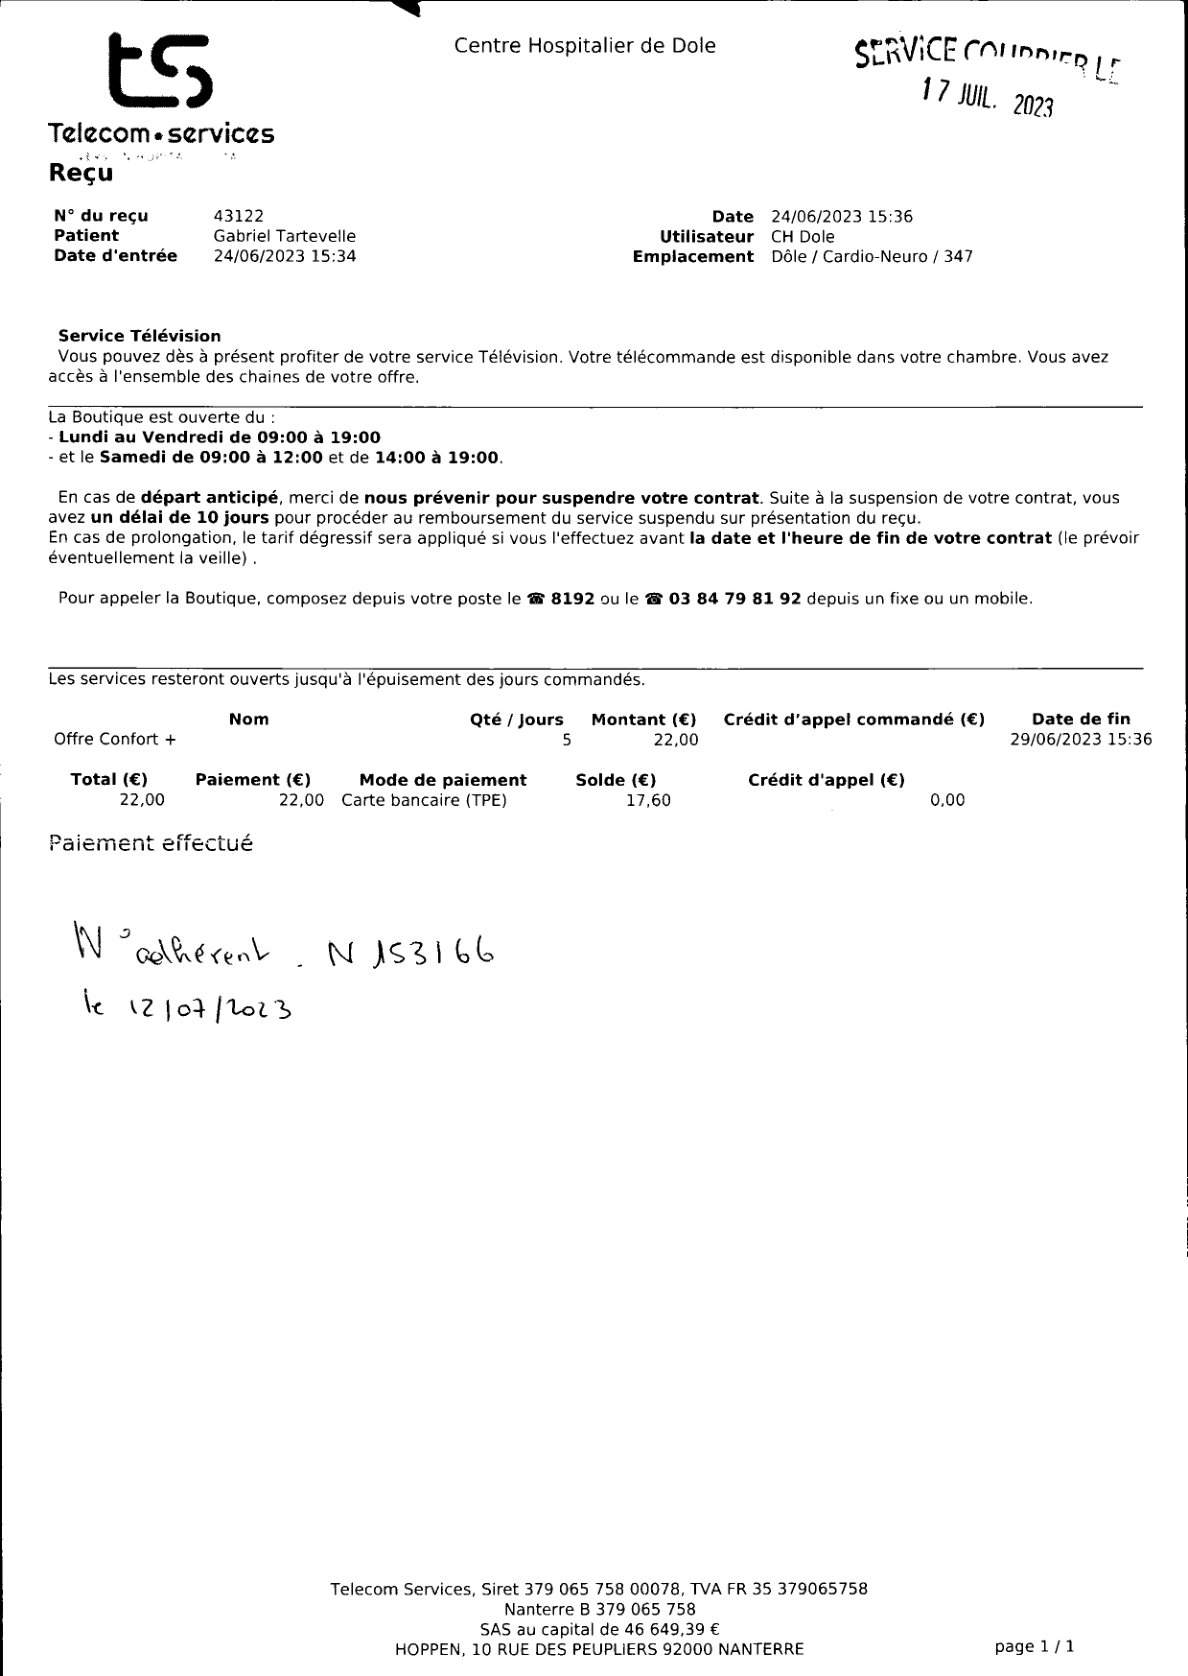 ts
Centre Hospitalier de Dole
SERVICE COURRIER LE
17 JUIL. 2023
Telecom•services
Reçu
N° du reçu 43122
Date 24/06/2023 15:36
Patient Gabriel Tartevelle
Utilisateur CH Dole
Date d'entrée 24/06/2023 15:34
Emplacement Dôle / Cardio-Neuro / 347
Service Télévision
Vous pouvez dès à présent profiter de votre service Télévision. Votre télécommande est disponible dans votre chambre. Vous avez
accès à l'ensemble des chaines de votre offre.
La Boutique est ouverte du :
- Lundi au Vendredi de 09:00 à 19:00
- et le Samedi de 09:00 à 12:00 et de 14:00 à 19:00.
En cas de départ anticipé, merci de nous prévenir pour suspendre votre contrat. Suite à la suspension de votre contrat, vous
avez un délai de 10 jours pour procéder au remboursement du service suspendu sur présentation du reçu.
En cas de prolongation, le tarif dégressif sera appliqué si vous l'effectuez avant la date et l'heure de fin de votre contrat (le prévoir
éventuellement la veille) .
Pour appeler la Boutique, composez depuis votre poste le ☎ 8192 ou le ☎ 03 84 79 81 92 depuis un fixe ou un mobile.
Les services resteront ouverts jusqu'à l'épuisement des jours commandés.
Nom Qté / Jours Montant (€) Crédit d'appel commandé (€) Date de fin
Offre Confort + 5 22,00 29/06/2023 15:36
Total (€) Paiement (€) Mode de paiement Solde (€) Crédit d'appel (€)
22,00 22,00 Carte bancaire (TPE) 17,60 0,00
Paiement effectué
N° adhérent . N 153166
le 12/07/2023
Telecom Services, Siret 379 065 758 00078, TVA FR 35 379065758
Nanterre B 379 065 758
SAS au capital de 46 649,39 €
HOPPEN, 10 RUE DES PEUPLIERS 92000 NANTERRE
page 1 / 1